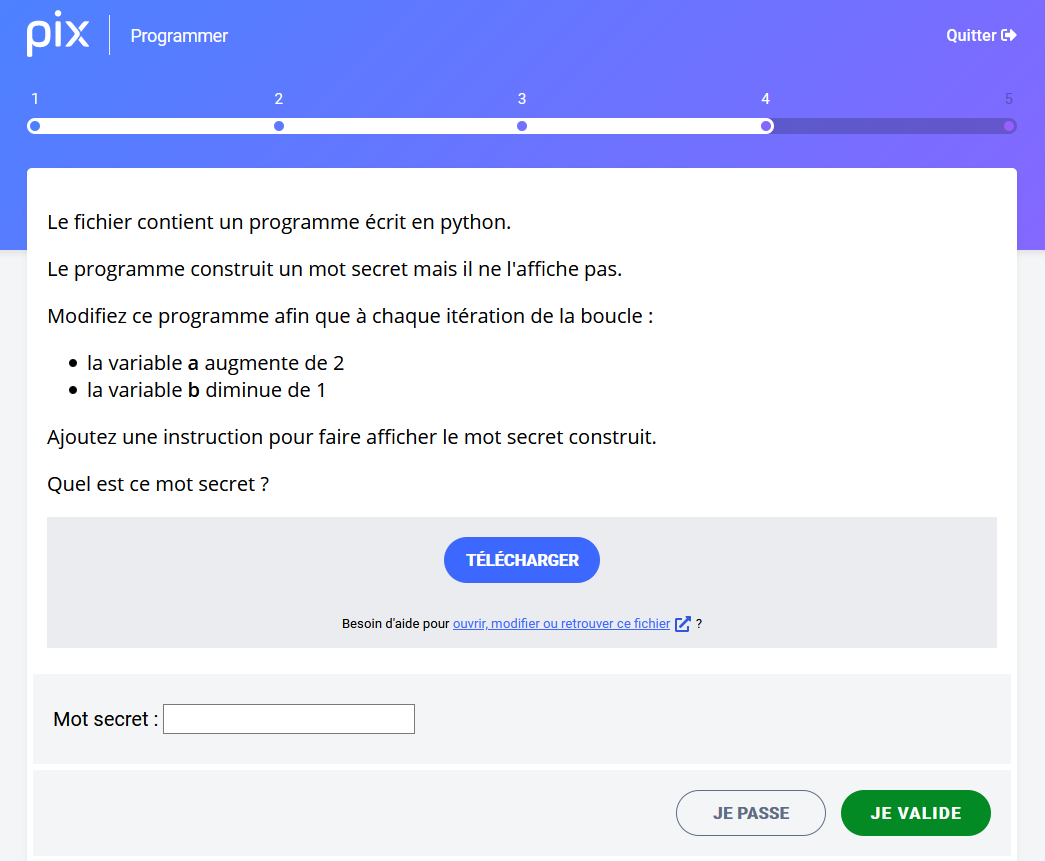 pix
Programmer
Quitter
1 2 3 4 5
Le fichier contient un programme écrit en python.
Le programme construit un mot secret mais il ne l'affiche pas.
Modifiez ce programme afin que à chaque itération de la boucle :
• la variable a augmente de 2
• la variable b diminue de 1
Ajoutez une instruction pour faire afficher le mot secret construit.
Quel est ce mot secret ?
TÉLÉCHARGER
Besoin d'aide pour ouvrir, modifier ou retrouver ce fichier ?
Mot secret :
JE PASSE
JE VALIDE